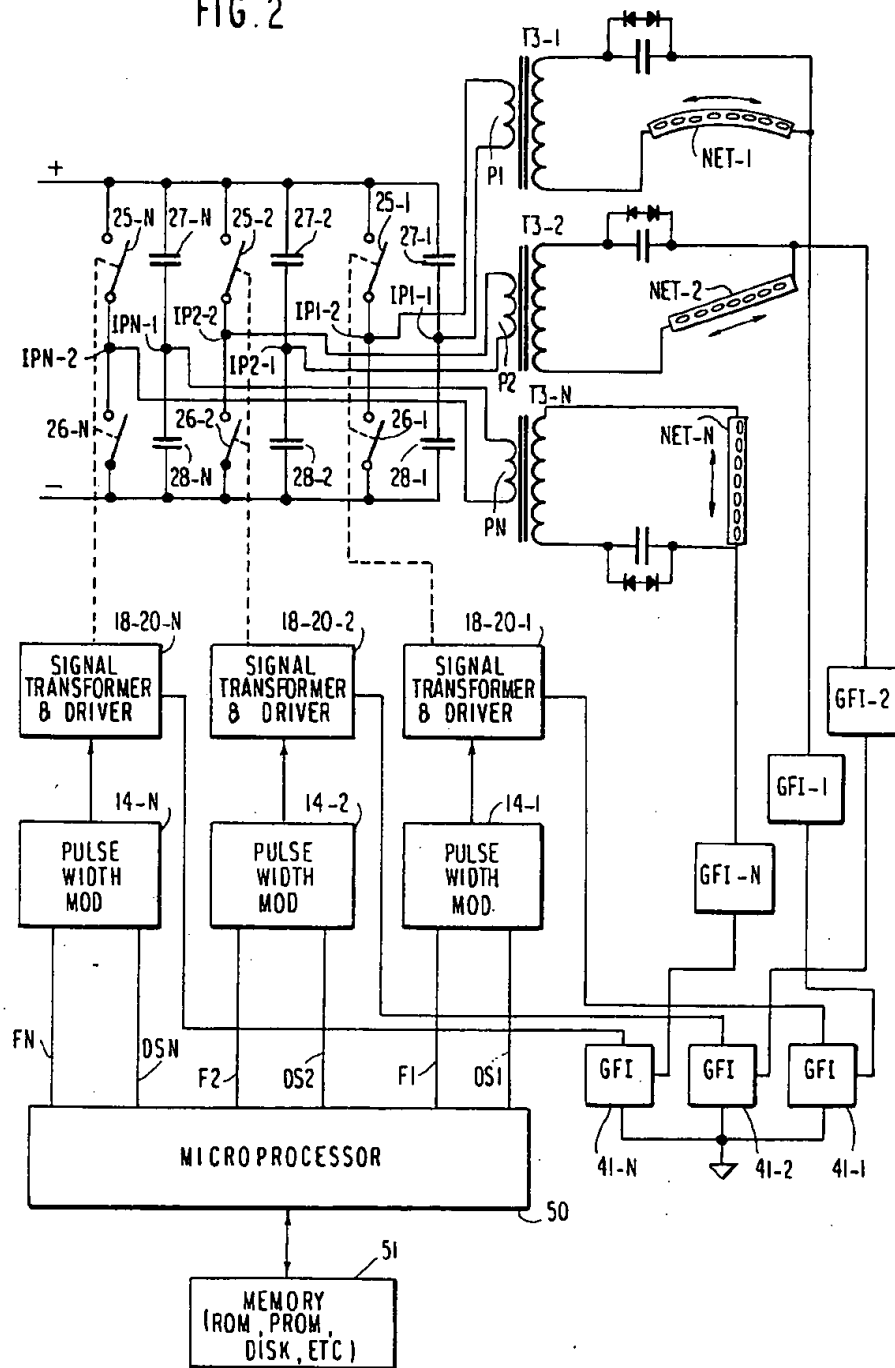 FIG. 2
T3-1
P1
NET-1
+
25-N
27-N
25-2
27-2
25-1
27-1
T3-2
NET-2
P2
IPN-1
IP2-2
IP1-2
IP1-1
IPN-2
IP2-1
26-N
28-N
26-2
28-2
26-1
28-1
T3-N
NET-N
PN
−
18-20-N
SIGNAL
TRANSFORMER
& DRIVER
18-20-2
SIGNAL
TRANSFORMER
& DRIVER
18-20-1
SIGNAL
TRANSFORMER
& DRIVER
GFI-2
GFI-1
GFI-N
14-N
PULSE
WIDTH
MOD
14-2
PULSE
WIDTH
MOD
14-1
PULSE
WIDTH
MOD.
FN
DSN
F2
DS2
F1
DS1
GFI
GFI
GFI
41-N
41-2
41-1
MICROPROCESSOR
50
51
MEMORY
(ROM, PROM,
DISK, ETC)